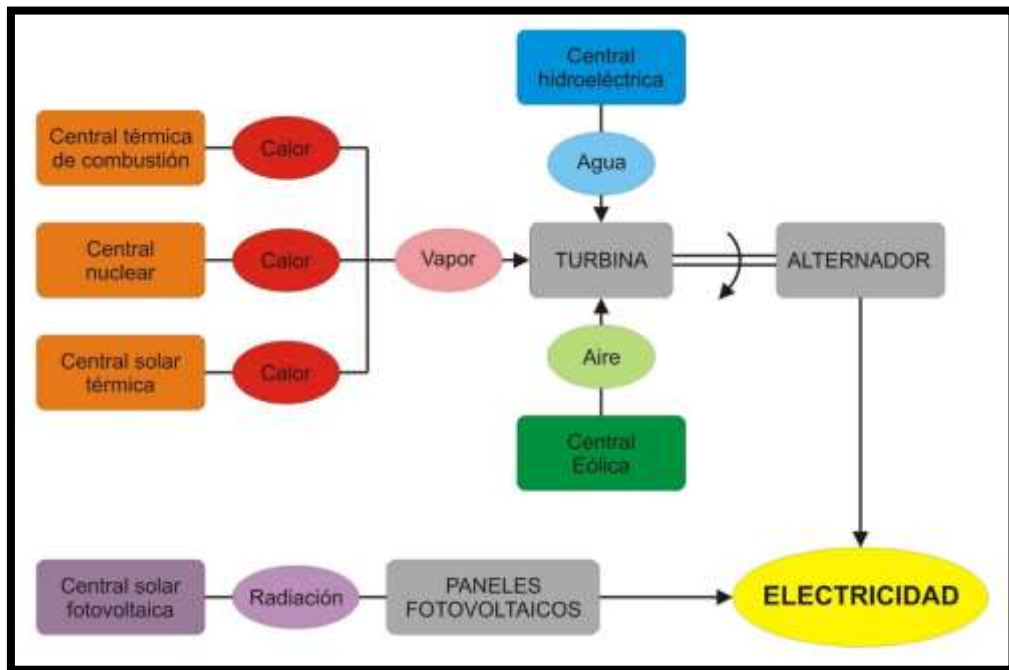 Central
hidroeléctrica
Agua
Central térmica
de combustión
Calor
Central
nuclear
Calor
Vapor
TURBINA
ALTERNADOR
Central solar
térmica
Calor
Aire
Central
Eólica
Central solar
fotovoltaica
Radiación
PANELES
FOTOVOLTAICOS
ELECTRICIDAD